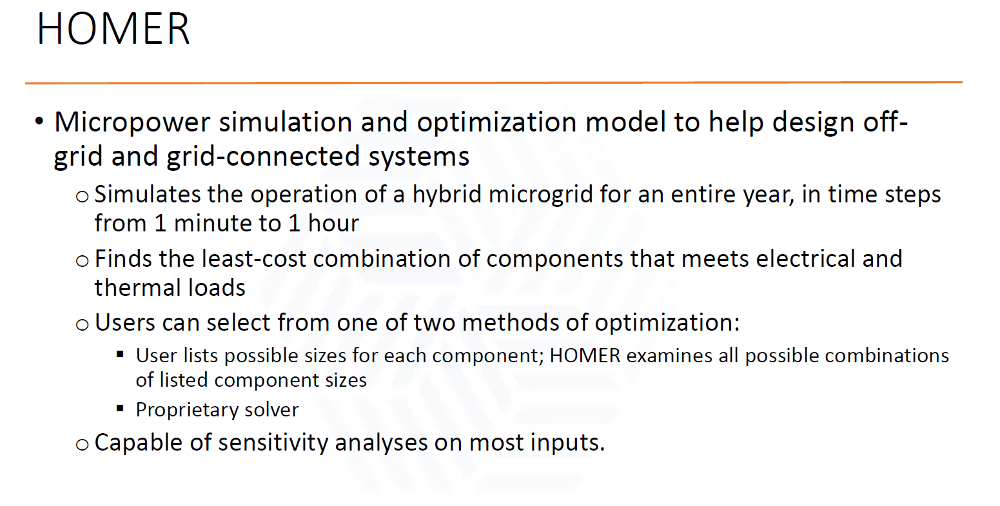 HOMER
• Micropower simulation and optimization model to help design off-
grid and grid-connected systems
o Simulates the operation of a hybrid microgrid for an entire year, in time steps
from 1 minute to 1 hour
o Finds the least-cost combination of components that meets electrical and
thermal loads
o Users can select from one of two methods of optimization:
▪ User lists possible sizes for each component; HOMER examines all possible combinations
of listed component sizes
▪ Proprietary solver
o Capable of sensitivity analyses on most inputs.